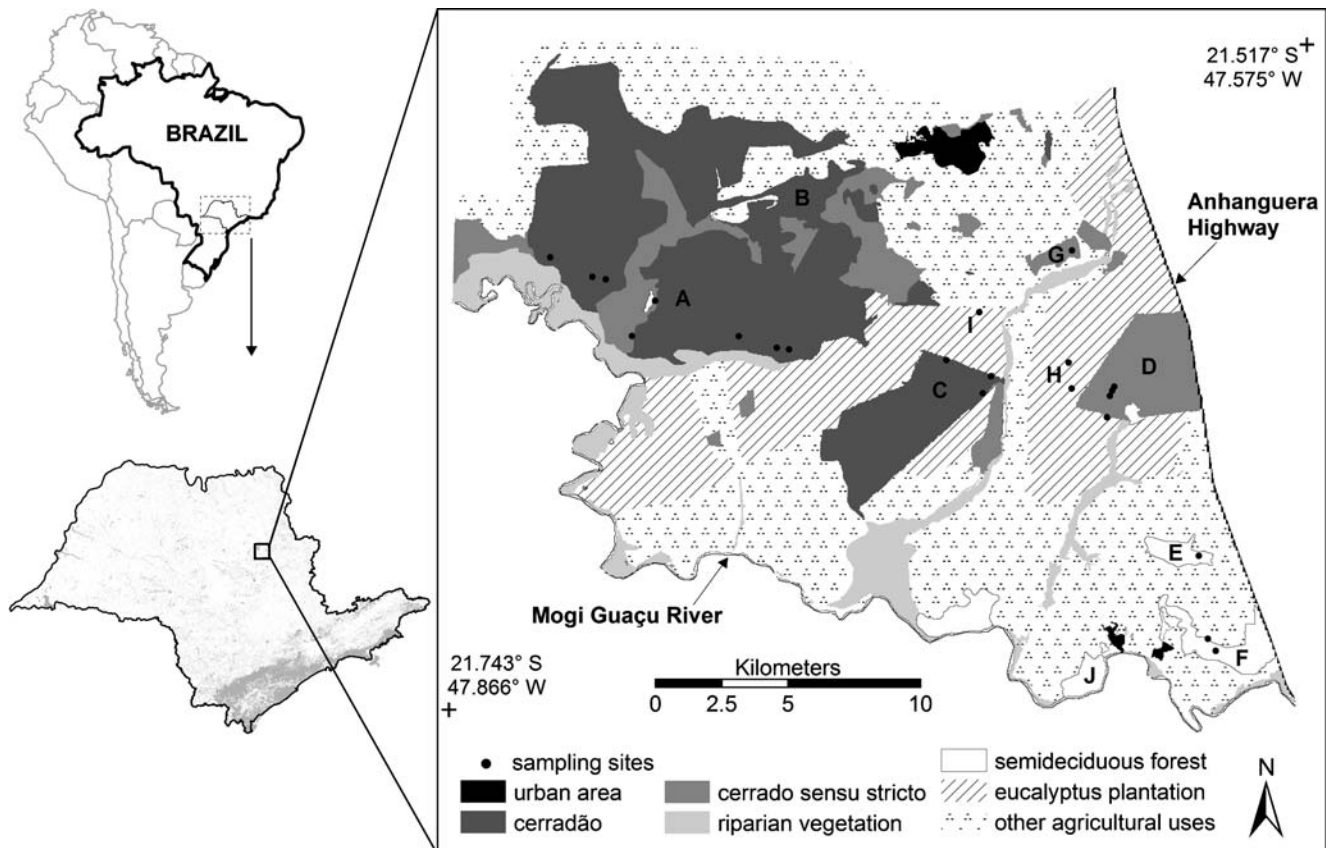 BRAZIL
21.517° S
47.575° W
Anhanguera
Highway
B
G
A
I
D
H
C
E
Mogi Guaçu River
F
J
21.743° S
47.866° W
Kilometers
0 2.5 5 10
sampling sites
urban area
cerradão
cerrado sensu stricto
riparian vegetation
semideciduous forest
eucalyptus plantation
other agricultural uses
N